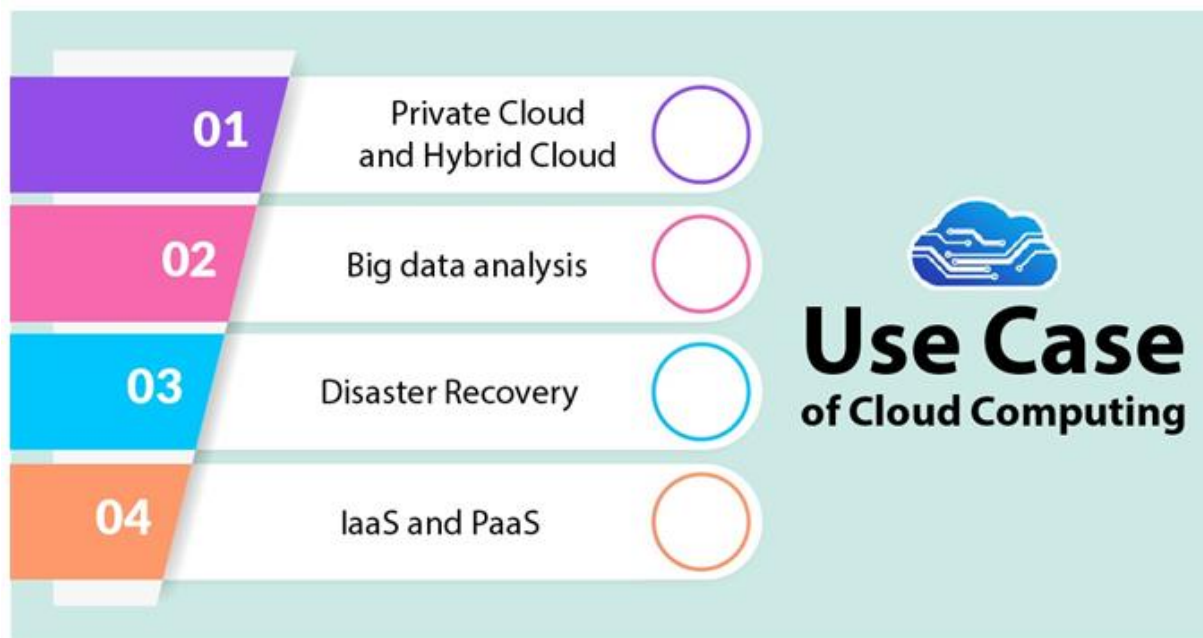 01
Private Cloud
and Hybrid Cloud
02
Big data analysis
03
Disaster Recovery
04
IaaS and PaaS
Use Case
of Cloud Computing